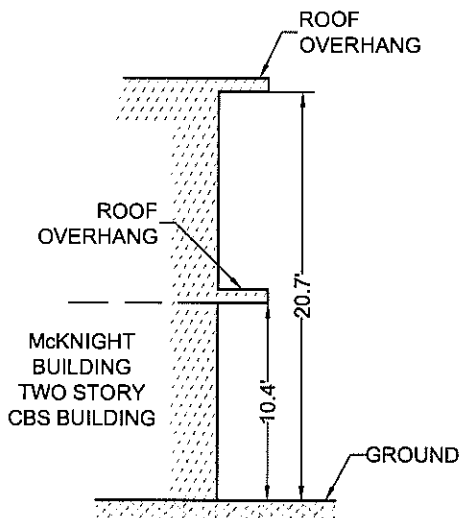 ROOF
OVERHANG
ROOF
OVERHANG
20.7'
McKNIGHT
BUILDING
TWO STORY
CBS BUILDING
10.4'
GROUND